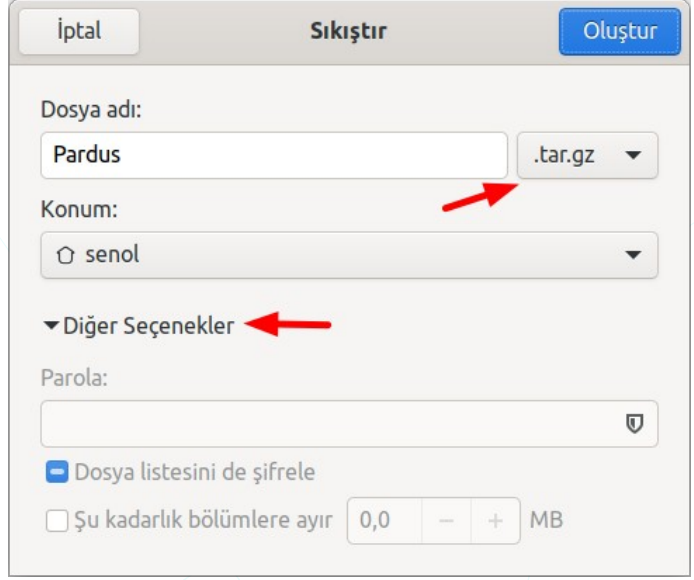 İptal
Sıkıştır
Oluştur
Dosya adı:
Pardus
.tar.gz
Konum:
senol
Diğer Seçenekler
Parola:
Dosya listesini de şifrele
Şu kadarlık bölümlere ayır 0,0 − + MB